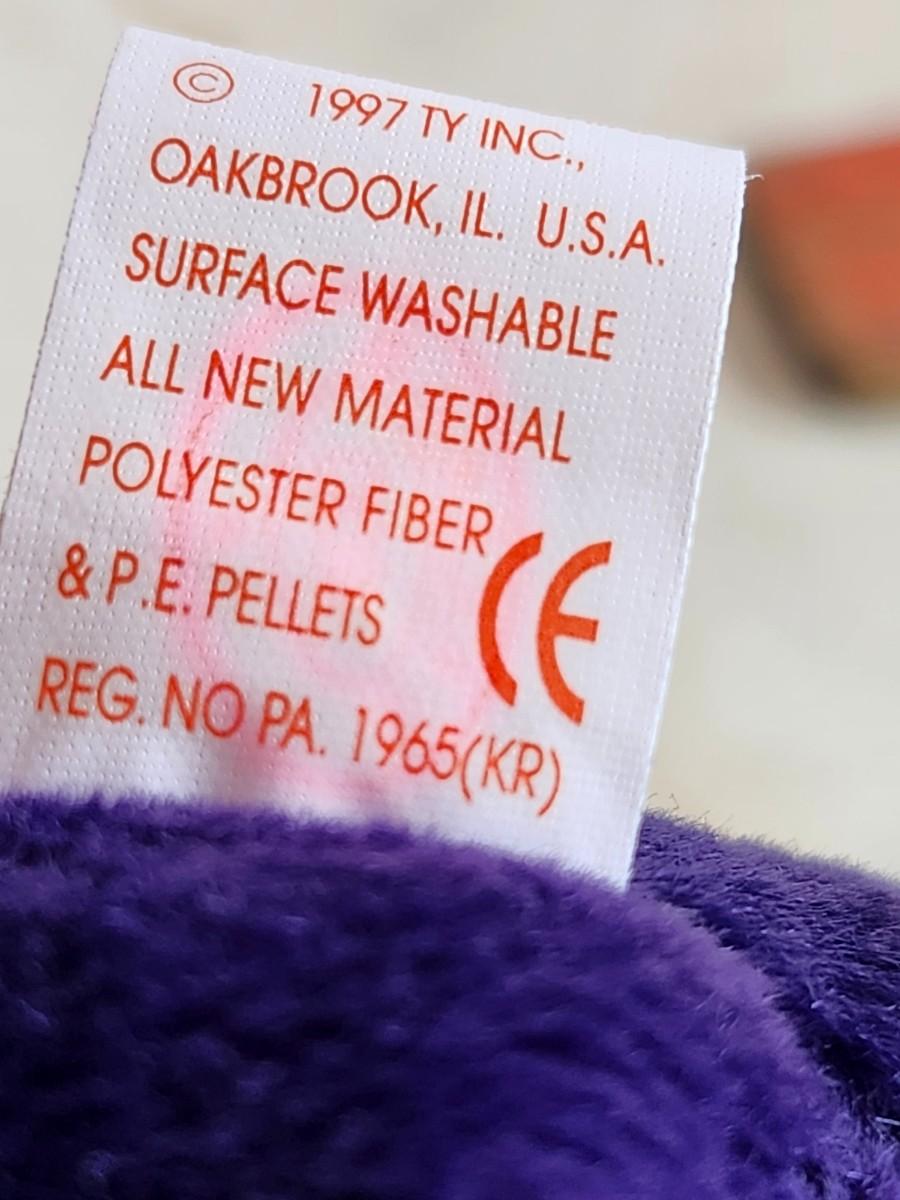 © 1997 TY INC.,
OAKBROOK, IL. U.S.A.
SURFACE WASHABLE
ALL NEW MATERIAL
POLYESTER FIBER
& P.E. PELLETS
CE
REG. NO PA. 1965(KR)